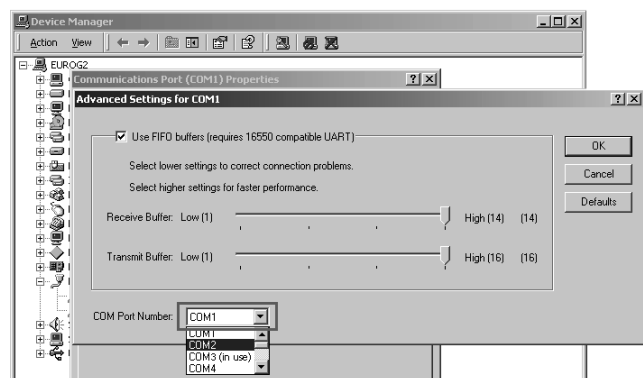 Device Manager
Action View
EUROG2
Communications Port (COM1) Properties
Advanced Settings for COM1
Use FIFO buffers (requires 16550 compatible UART)
Select lower settings to correct connection problems.
Select higher settings for faster performance.
Receive Buffer: Low (1) High (14) (14)
Transmit Buffer: Low (1) High (16) (16)
OK
Cancel
Defaults
COM Port Number: COM1
COM1
COM2
COM3 (in use)
COM4